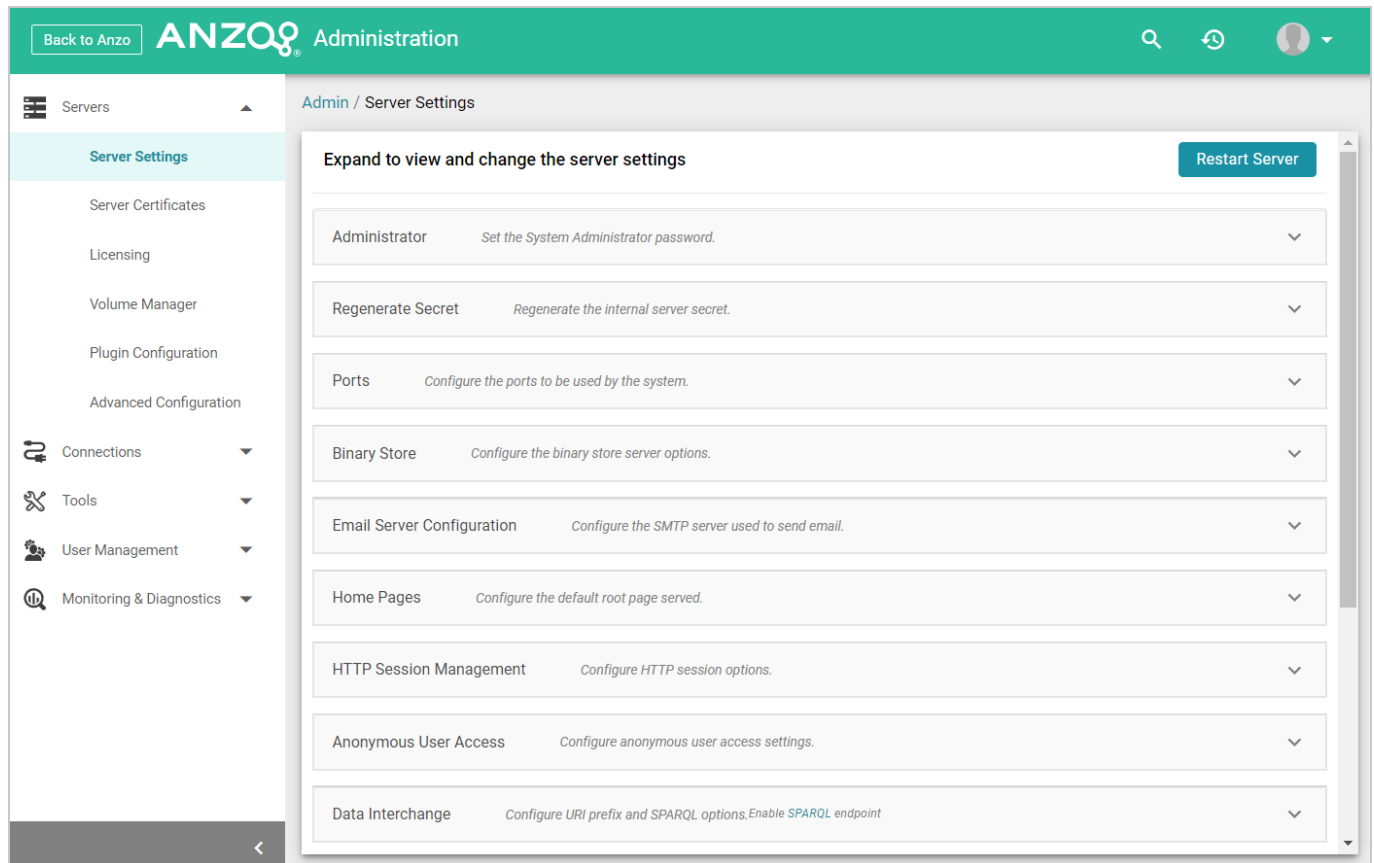 Back to Anzo ANZO® Administration
Servers
Server Settings
Server Certificates
Licensing
Volume Manager
Plugin Configuration
Advanced Configuration
Connections
Tools
User Management
Monitoring & Diagnostics
Admin / Server Settings
Expand to view and change the server settings Restart Server
Administrator Set the System Administrator password.
Regenerate Secret Regenerate the internal server secret.
Ports Configure the ports to be used by the system.
Binary Store Configure the binary store server options.
Email Server Configuration Configure the SMTP server used to send email.
Home Pages Configure the default root page served.
HTTP Session Management Configure HTTP session options.
Anonymous User Access Configure anonymous user access settings.
Data Interchange Configure URI prefix and SPARQL options. Enable SPARQL endpoint